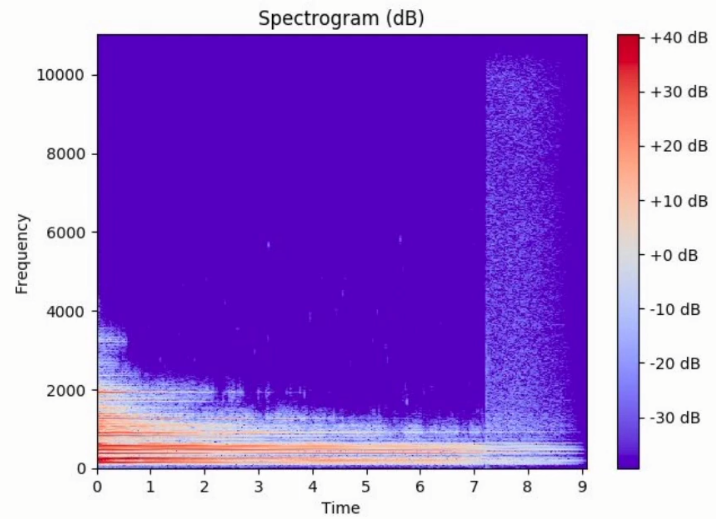 Spectrogram (dB)
10000
8000
6000
4000
2000
0
Frequency
0 1 2 3 4 5 6 7 8 9
Time
+40 dB
+30 dB
+20 dB
+10 dB
+0 dB
-10 dB
-20 dB
-30 dB